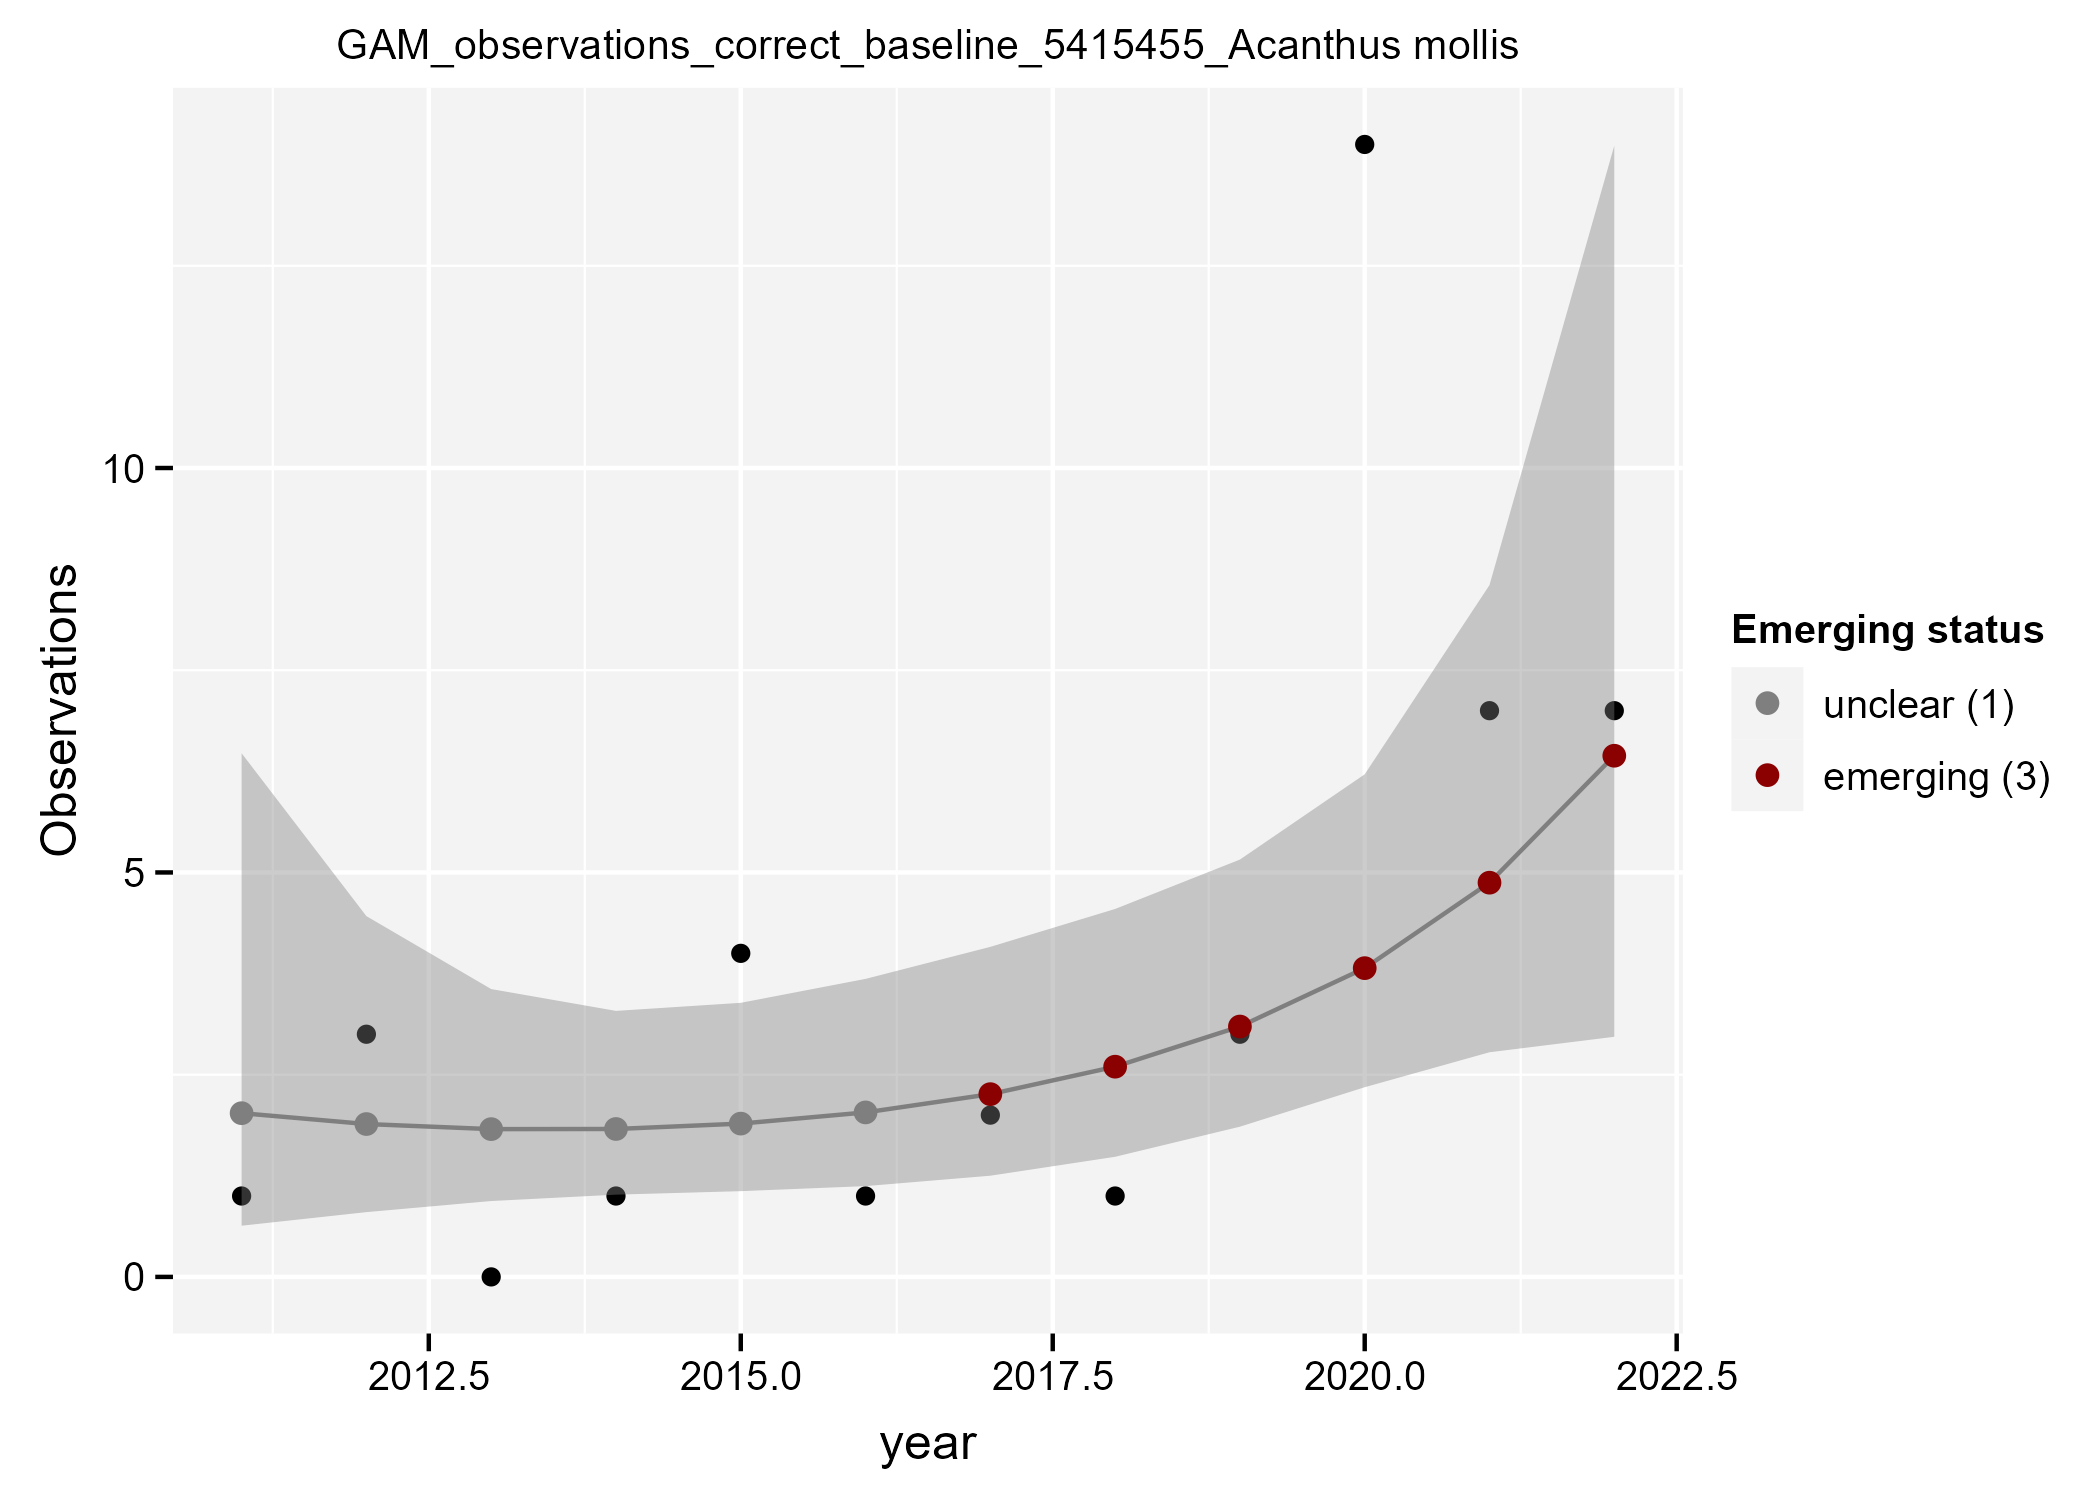 GAM_observations_correct_baseline_5415455_Acanthus mollis
Observations
10
5
0
2012.5 2015.0 2017.5 2020.0 2022.5
year
Emerging status
unclear (1)
emerging (3)